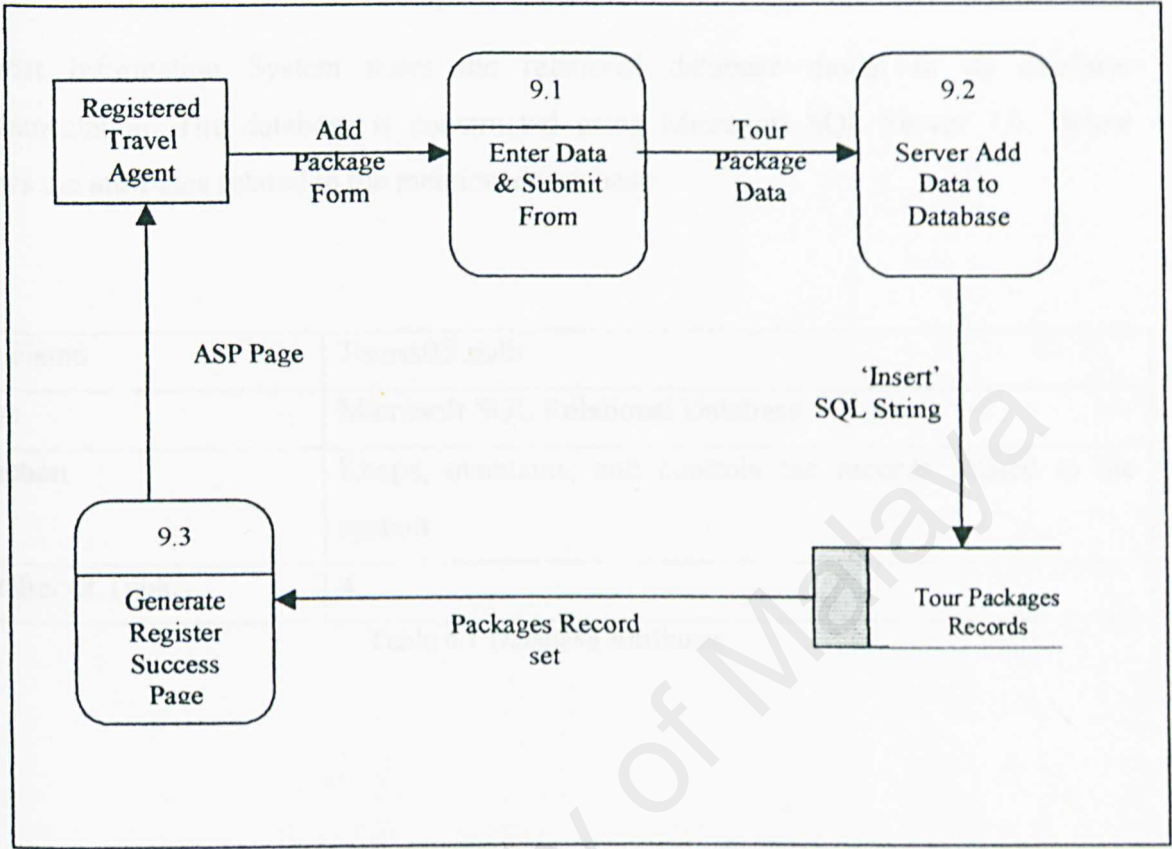 Registered
Travel
Agent
Add
Package
Form
9.1
Enter Data
& Submit
From
Tour
Package
Data
9.2
Server Add
Data to
Database
'Insert'
SQL String
Tour Packages
Records
Packages Record
set
9.3
Generate
Register
Success
Page
ASP Page
y of Malaya